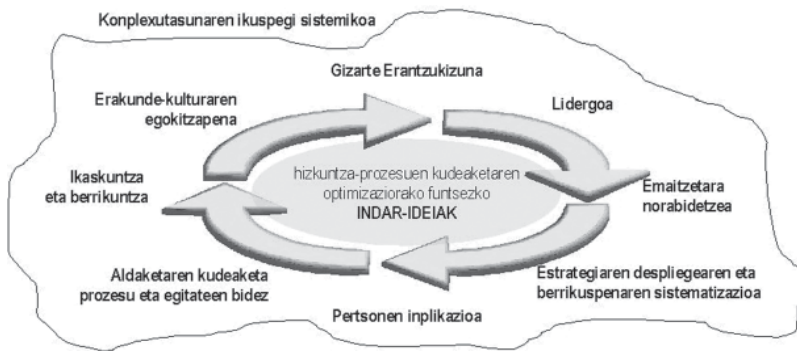 Konplexutasunaren ikuspegi sistemikoa
Gizarte Erantzukizuna
Lidergoa
Emaitzetara
norabidetzea
Estrategiaren despliegearen eta
berrikuspenaren sistematizazioa
Pertsonen inplikazioa
Aldaketaren kudeaketa
prozesu eta egitateen bidez
Ikaskuntza
eta berrikuntza
Erakunde-kulturaren
egokitzapena
hizkuntza-prozesuen kudeaketaren
optimizaziorako funtsezko
INDAR-IDEIAK